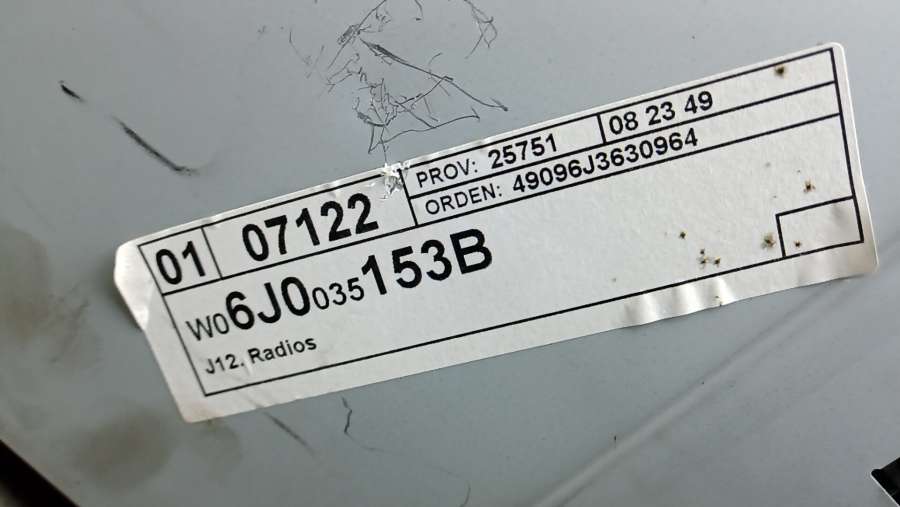 01 07122 PROV: 25751 08 23 49
ORDEN: 49096J3630964
W06J0035153B
J12. Radios